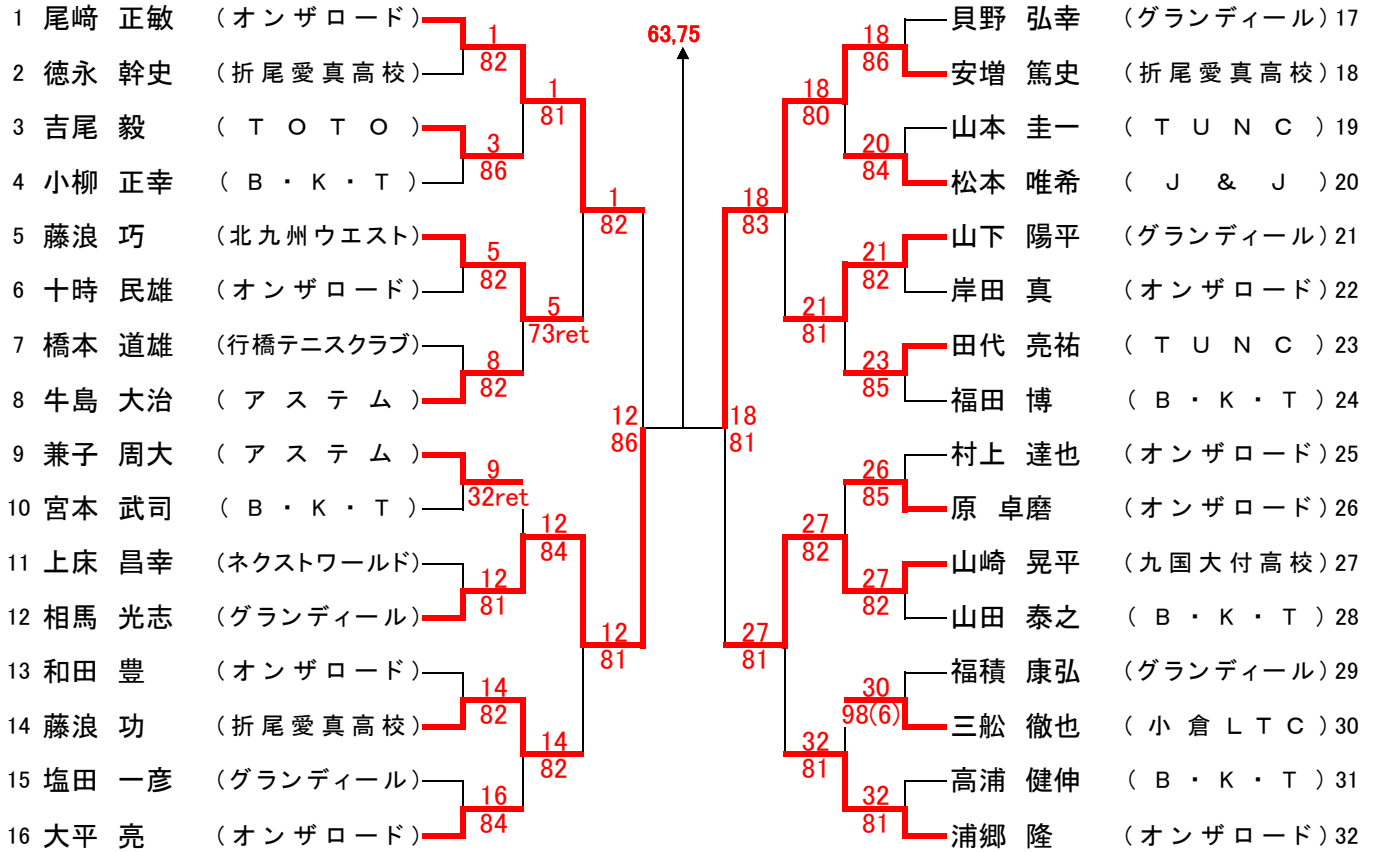 1 尾﨑 正敏 (オンザロード)
2 徳永 幹史 (折尾愛真高校)
3 吉尾 毅 (TOTO)
4 小柳 正幸 (B・K・T)
5 藤浪 巧 (北九州ウエスト)
6 十時 民雄 (オンザロード)
7 橋本 道雄 (行橋テニスクラブ)
8 牛島 大治 (アステム)
9 兼子 周大 (アステム)
10 宮本 武司 (B・K・T)
11 上床 昌幸 (ネクストワールド)
12 相馬 光志 (グランディール)
13 和田 豊 (オンザロード)
14 藤浪 功 (折尾愛真高校)
15 塩田 一彦 (グランディール)
16 大平 亮 (オンザロード)
1
82
3
86
5
82
8
82
9
32ret
12
81
14
82
16
84
1
81
5
73ret
12
84
14
82
1
82
12
81
12
86
63,75
18
81
18
83
27
81
18
80
21
81
27
82
32
81
18
86
20
84
21
82
23
85
26
85
27
82
30
98(6)
32
81
貝野 弘幸 (グランディール) 17
安増 篤史 (折尾愛真高校) 18
山本 圭一 (TUNC) 19
松本 唯希 (J&J) 20
山下 陽平 (グランディール) 21
岸田 真 (オンザロード) 22
田代 亮祐 (TUNC) 23
福田 博 (B・K・T) 24
村上 達也 (オンザロード) 25
原 卓磨 (オンザロード) 26
山崎 晃平 (九国大付高校) 27
山田 泰之 (B・K・T) 28
福積 康弘 (グランディール) 29
三舩 徹也 (小倉LTC) 30
高浦 健伸 (B・K・T) 31
浦郷 隆 (オンザロード) 32